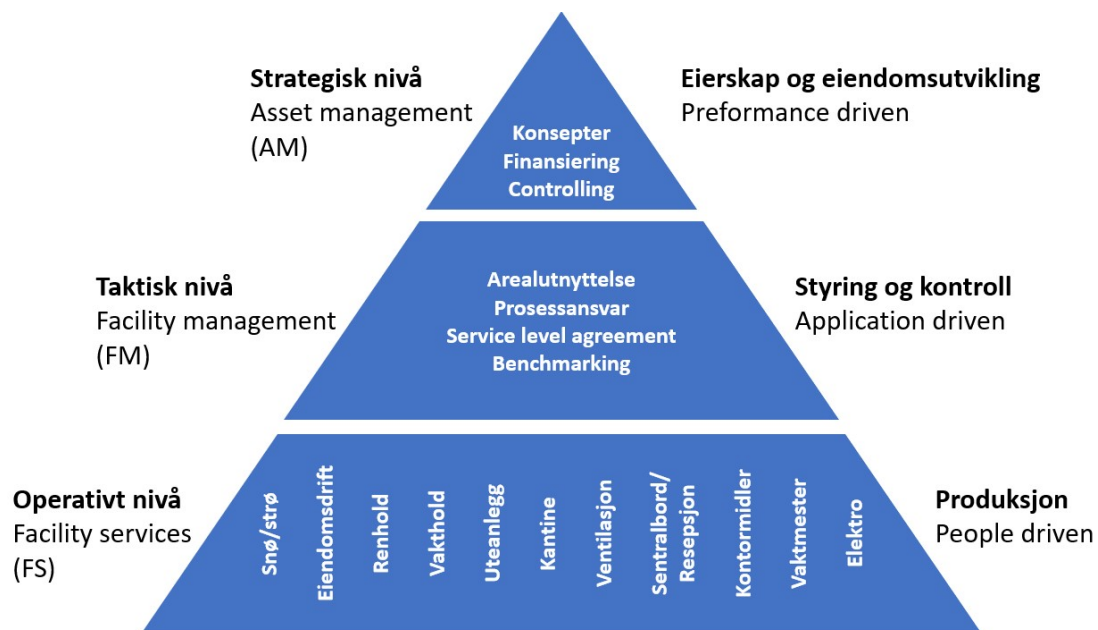 Strategisk nivå
Asset management
(AM)
Konsepter
Finansiering
Controlling
Eierskap og eiendomsutvikling
Preformance driven
Taktisk nivå
Facility management
(FM)
Arealutnyttelse
Prosessansvar
Service level agreement
Benchmarking
Styring og kontroll
Application driven
Operativt nivå
Facility services
(FS)
Snø/strø
Eiendomsdrift
Renhold
Vakthold
Uteanlegg
Kantine
Ventilasjon
Sentralbord/
Resepsjon
Kontormidler
Vaktmester
Elektro
Produksjon
People driven